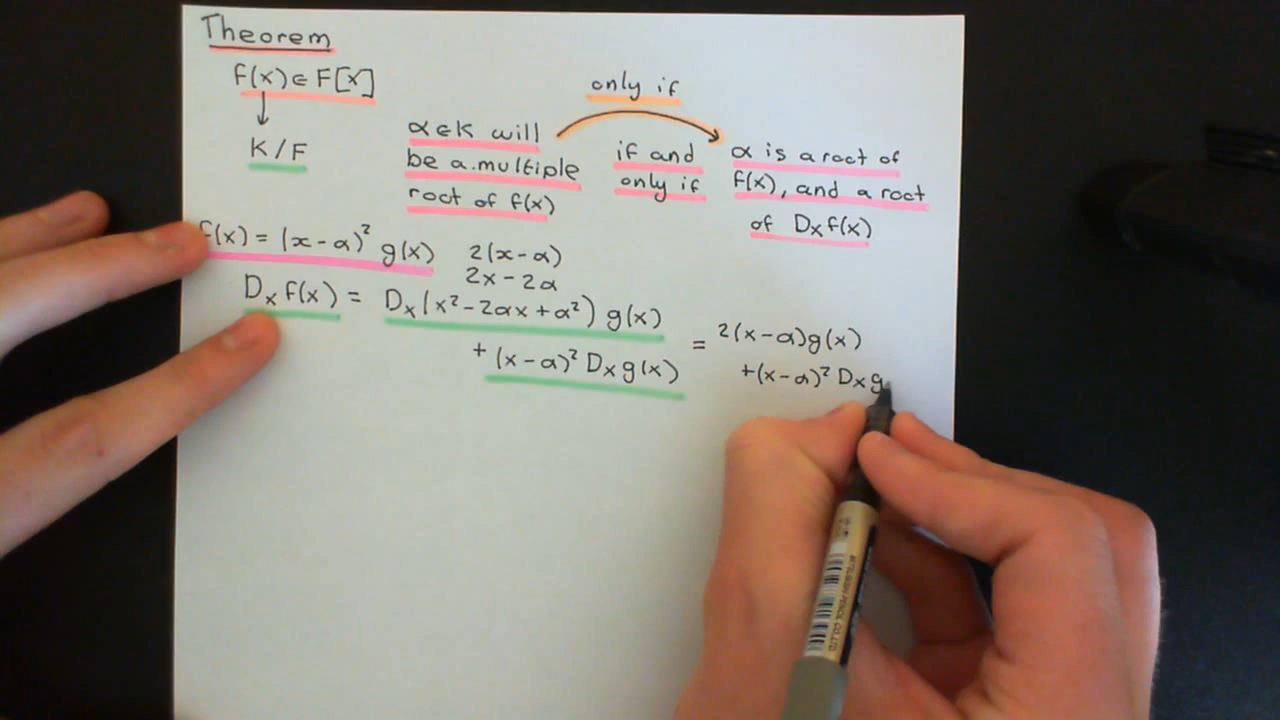 Theorem
f(x) ∈ F[x]
↓
K/F
only if
α ∈ K will
be a multiple
root of f(x)
if and
only if
α is a root of
f(x), and a root
of Dₓf(x)
f(x) = (x-α)² g(x)
2(x-α)
2x-2α
Dₓ f(x) = Dₓ(x²-2αx+α²) g(x)
+ (x-α)² Dₓ g(x)
= 2(x-α)g(x)
+(x-α)² Dₓ g